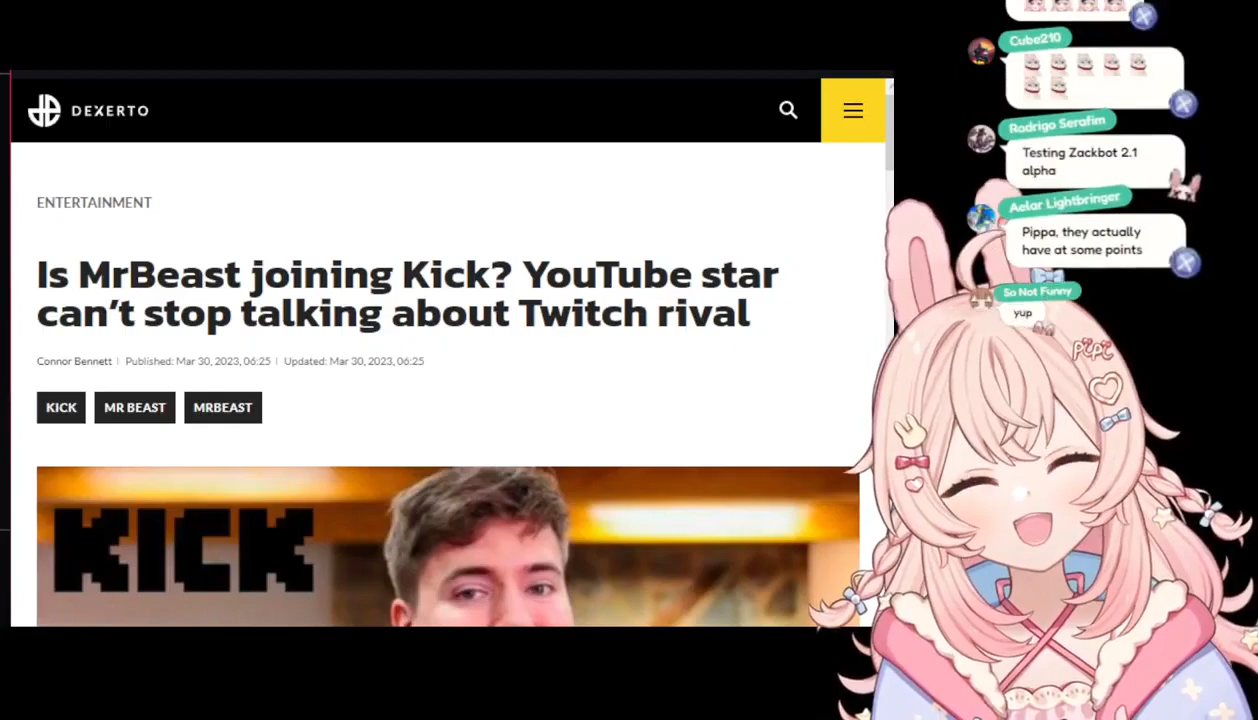 DEXERTO
ENTERTAINMENT
Is MrBeast joining Kick? YouTube star
can’t stop talking about Twitch rival
Connor Bennett | Published: Mar 30, 2023, 06:25 | Updated: Mar 30, 2023, 06:25
KICK
MR BEAST
MRBEAST
KICK
Cube210
Rodrigo Serafim
Testing Zackbot 2.1
alpha
Aelar Lightbringer
Pippa, they actually
have at some points
So Not Funny
yup
PiPi